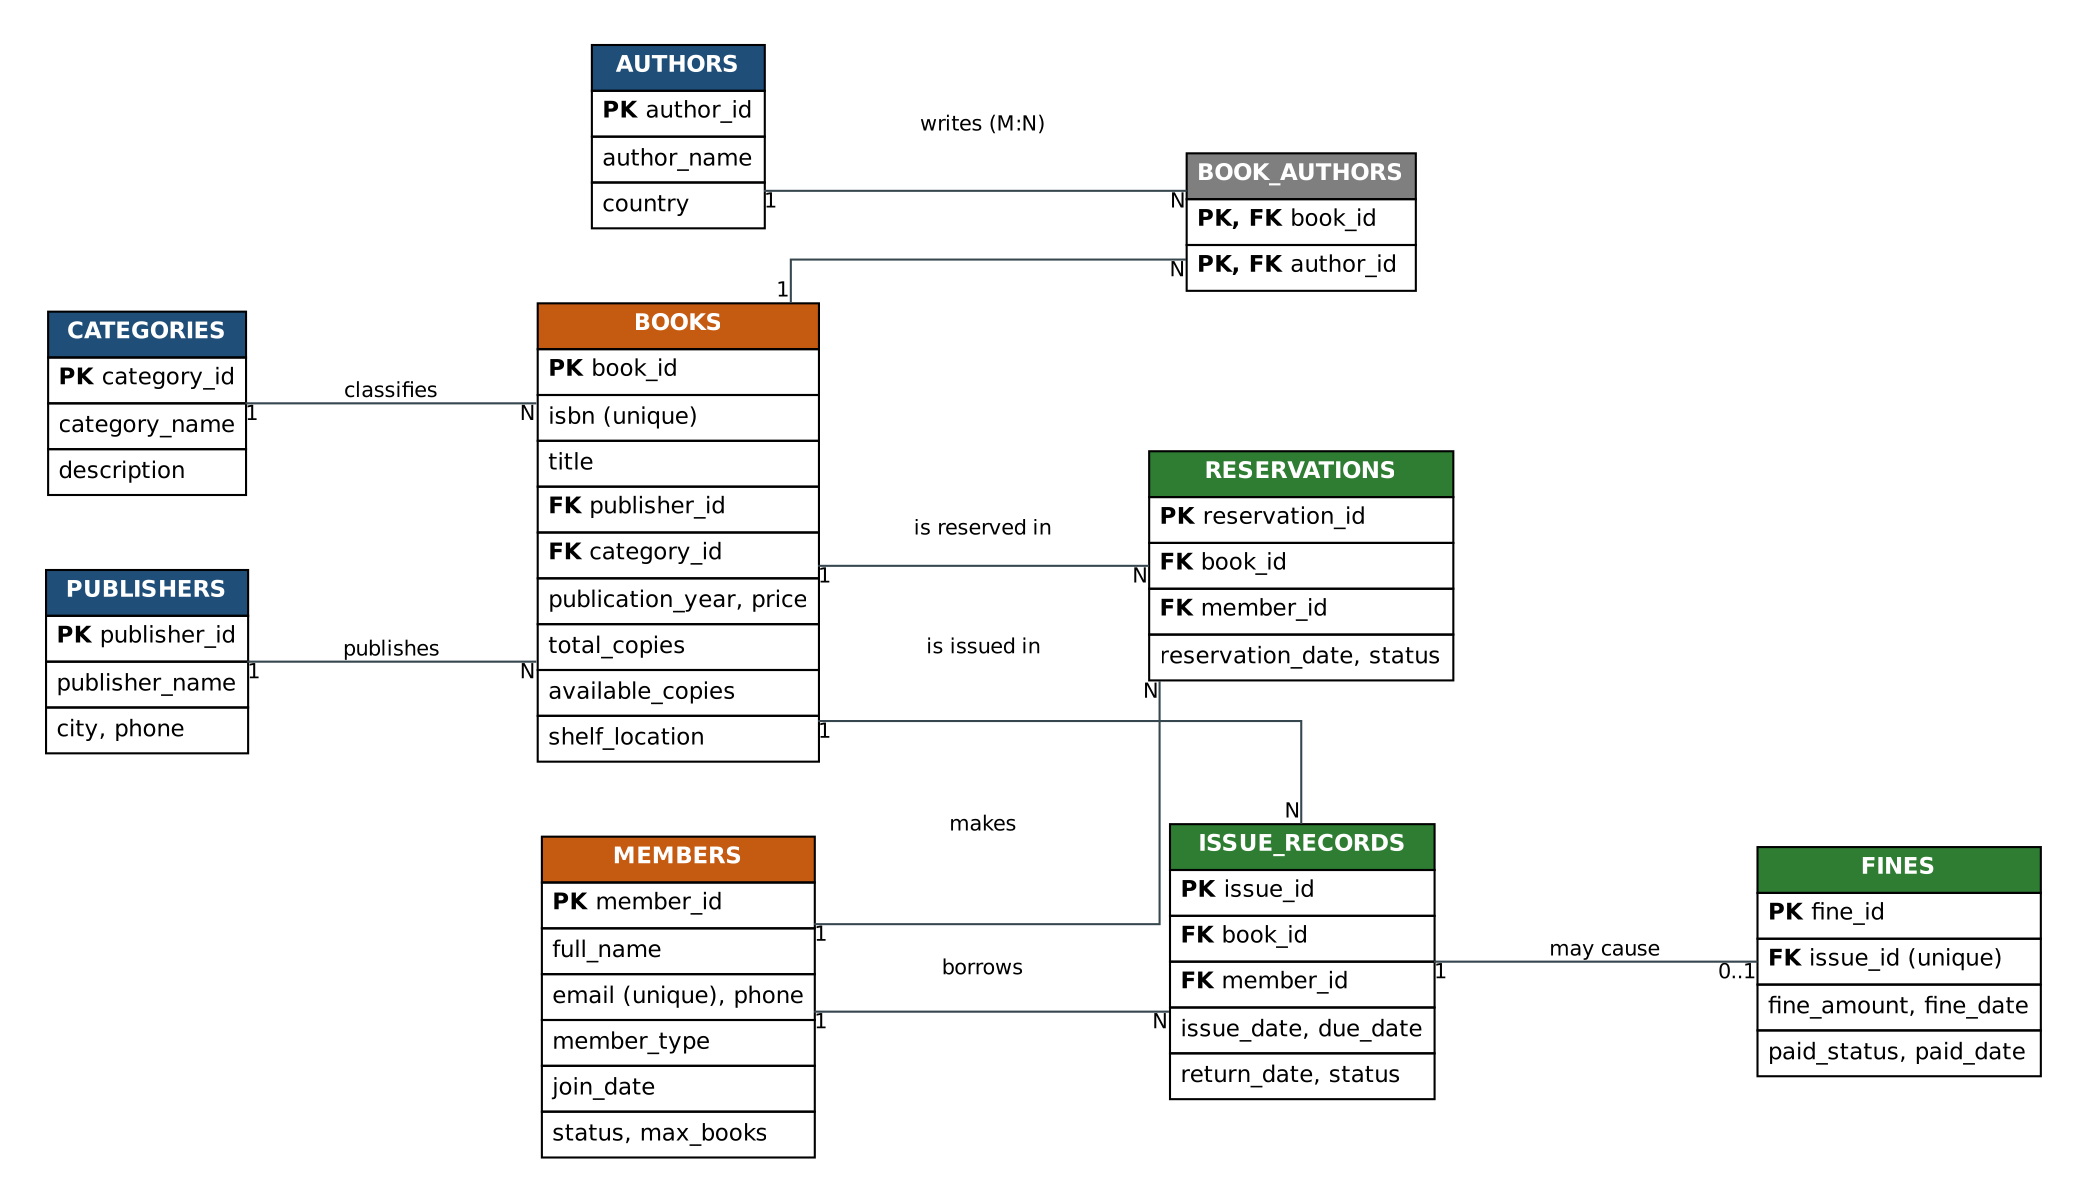 AUTHORS
PK author_id
author_name
country
writes (M:N)
1
N
BOOK_AUTHORS
PK, FK book_id
PK, FK author_id
1
N
CATEGORIES
PK category_id
category_name
description
classifies
1
N
BOOKS
PK book_id
isbn (unique)
title
FK publisher_id
FK category_id
publication_year, price
total_copies
available_copies
shelf_location
PUBLISHERS
PK publisher_id
publisher_name
city, phone
publishes
1
N
is reserved in
1
N
RESERVATIONS
PK reservation_id
FK book_id
FK member_id
reservation_date, status
is issued in
1
N
makes
1
N
MEMBERS
PK member_id
full_name
email (unique), phone
member_type
join_date
status, max_books
borrows
1
N
ISSUE_RECORDS
PK issue_id
FK book_id
FK member_id
issue_date, due_date
return_date, status
may cause
1
0..1
FINES
PK fine_id
FK issue_id (unique)
fine_amount, fine_date
paid_status, paid_date